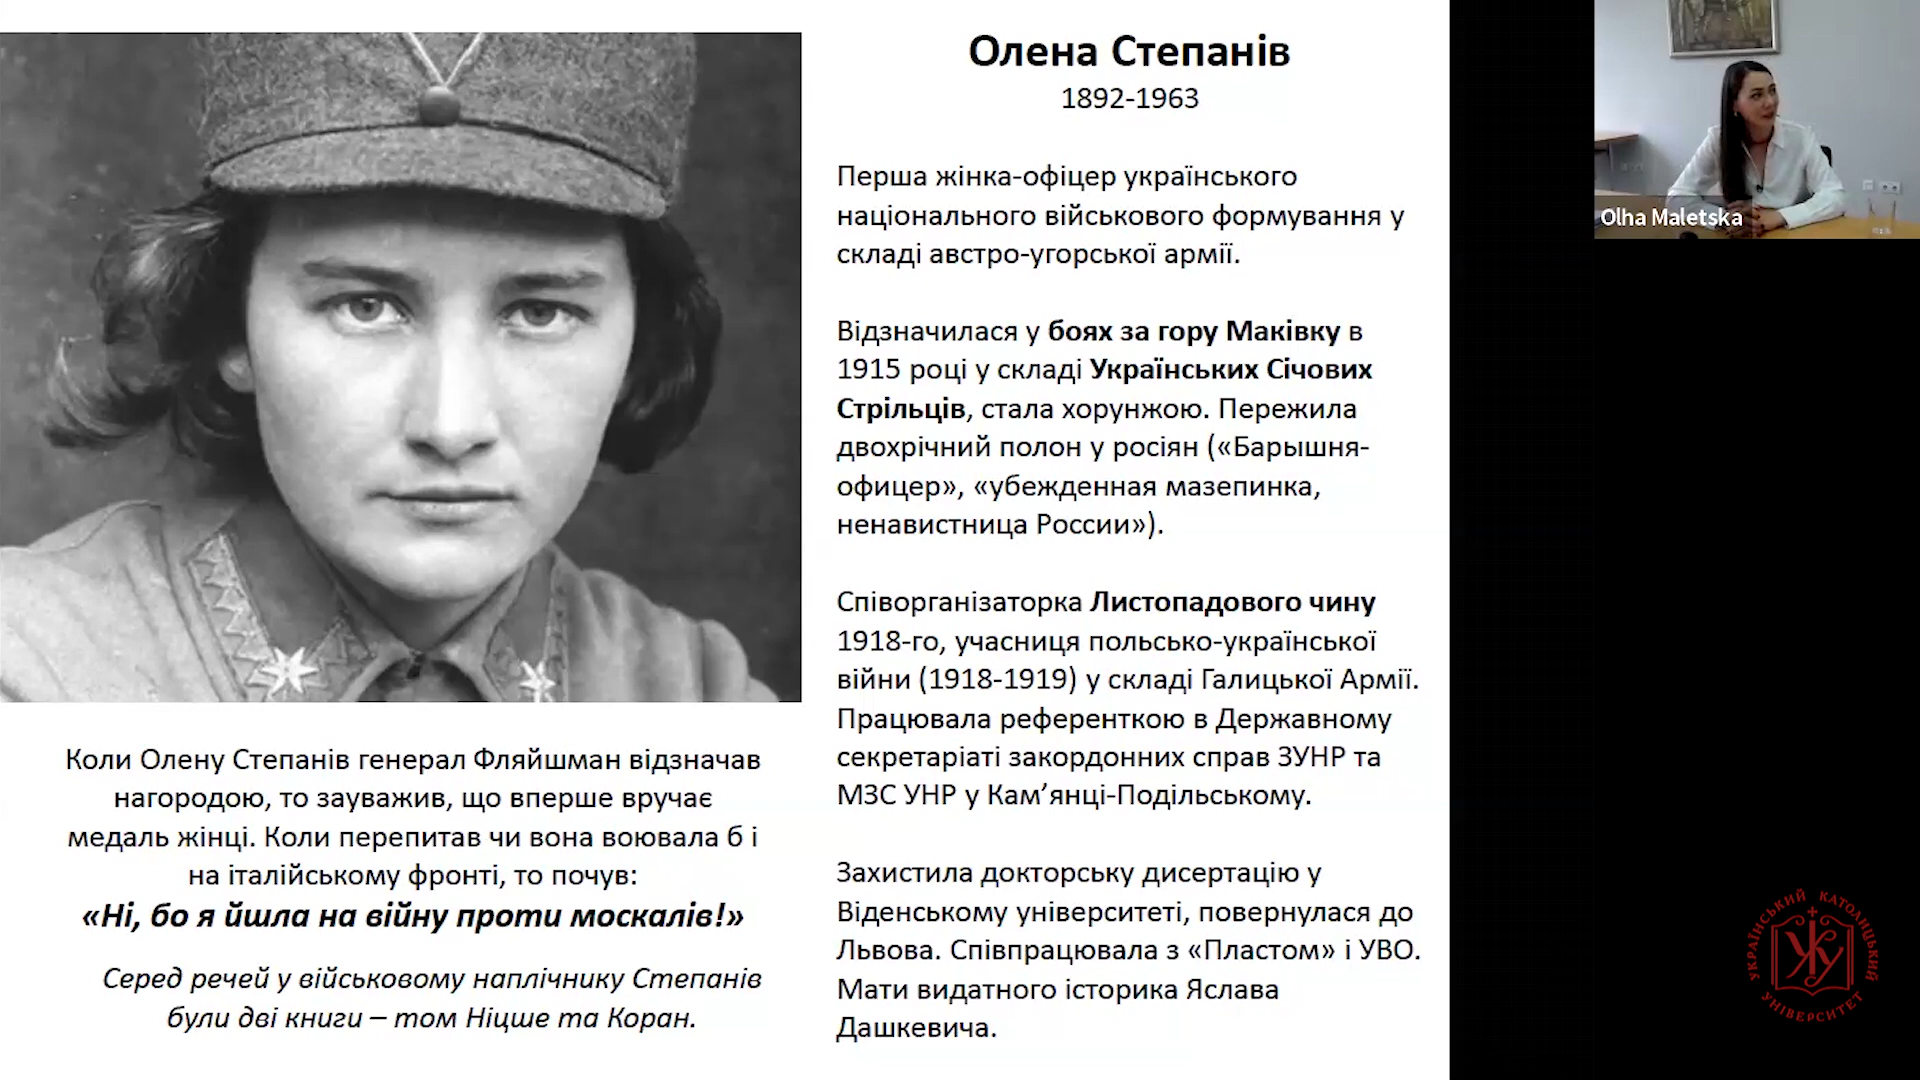 Олена Степанів
1892-1963
Перша жінка-офіцер українського
національного військового формування у
складі австро-угорської армії.
Відзначилася у боях за гору Маківку в
1915 році у складі Українських Січових
Стрільців, стала хорунжою. Пережила
двохрічний полон у росіян («Барышня-
офицер», «убежденная мазепинка,
ненавистница России»).
Співорганізаторка Листопадового чину
1918-го, учасниця польсько-української
війни (1918-1919) у складі Галицької Армії.
Працювала референткою в Державному
секретаріаті закордонних справ ЗУНР та
МЗС УНР у Кам’янці-Подільському.
Захистила докторську дисертацію у
Віденському університеті, повернулася до
Львова. Співпрацювала з «Пластом» і УВО.
Мати видатного історика Яслава
Дашкевича.
Коли Олену Степанів генерал Фляйшман відзначав
нагородою, то зауважив, що вперше вручає
медаль жінці. Коли перепитав чи вона воювала б і
на італійському фронті, то почув:
«Ні, бо я йшла на війну проти москалів!»
Серед речей у військовому наплічнику Степанів
були дві книги – том Ніцше та Коран.
Olha Maletska
УКРАЇНСЬКИЙ КАТОЛИЦЬКИЙ
УНІВЕРСИТЕТ
УКУ